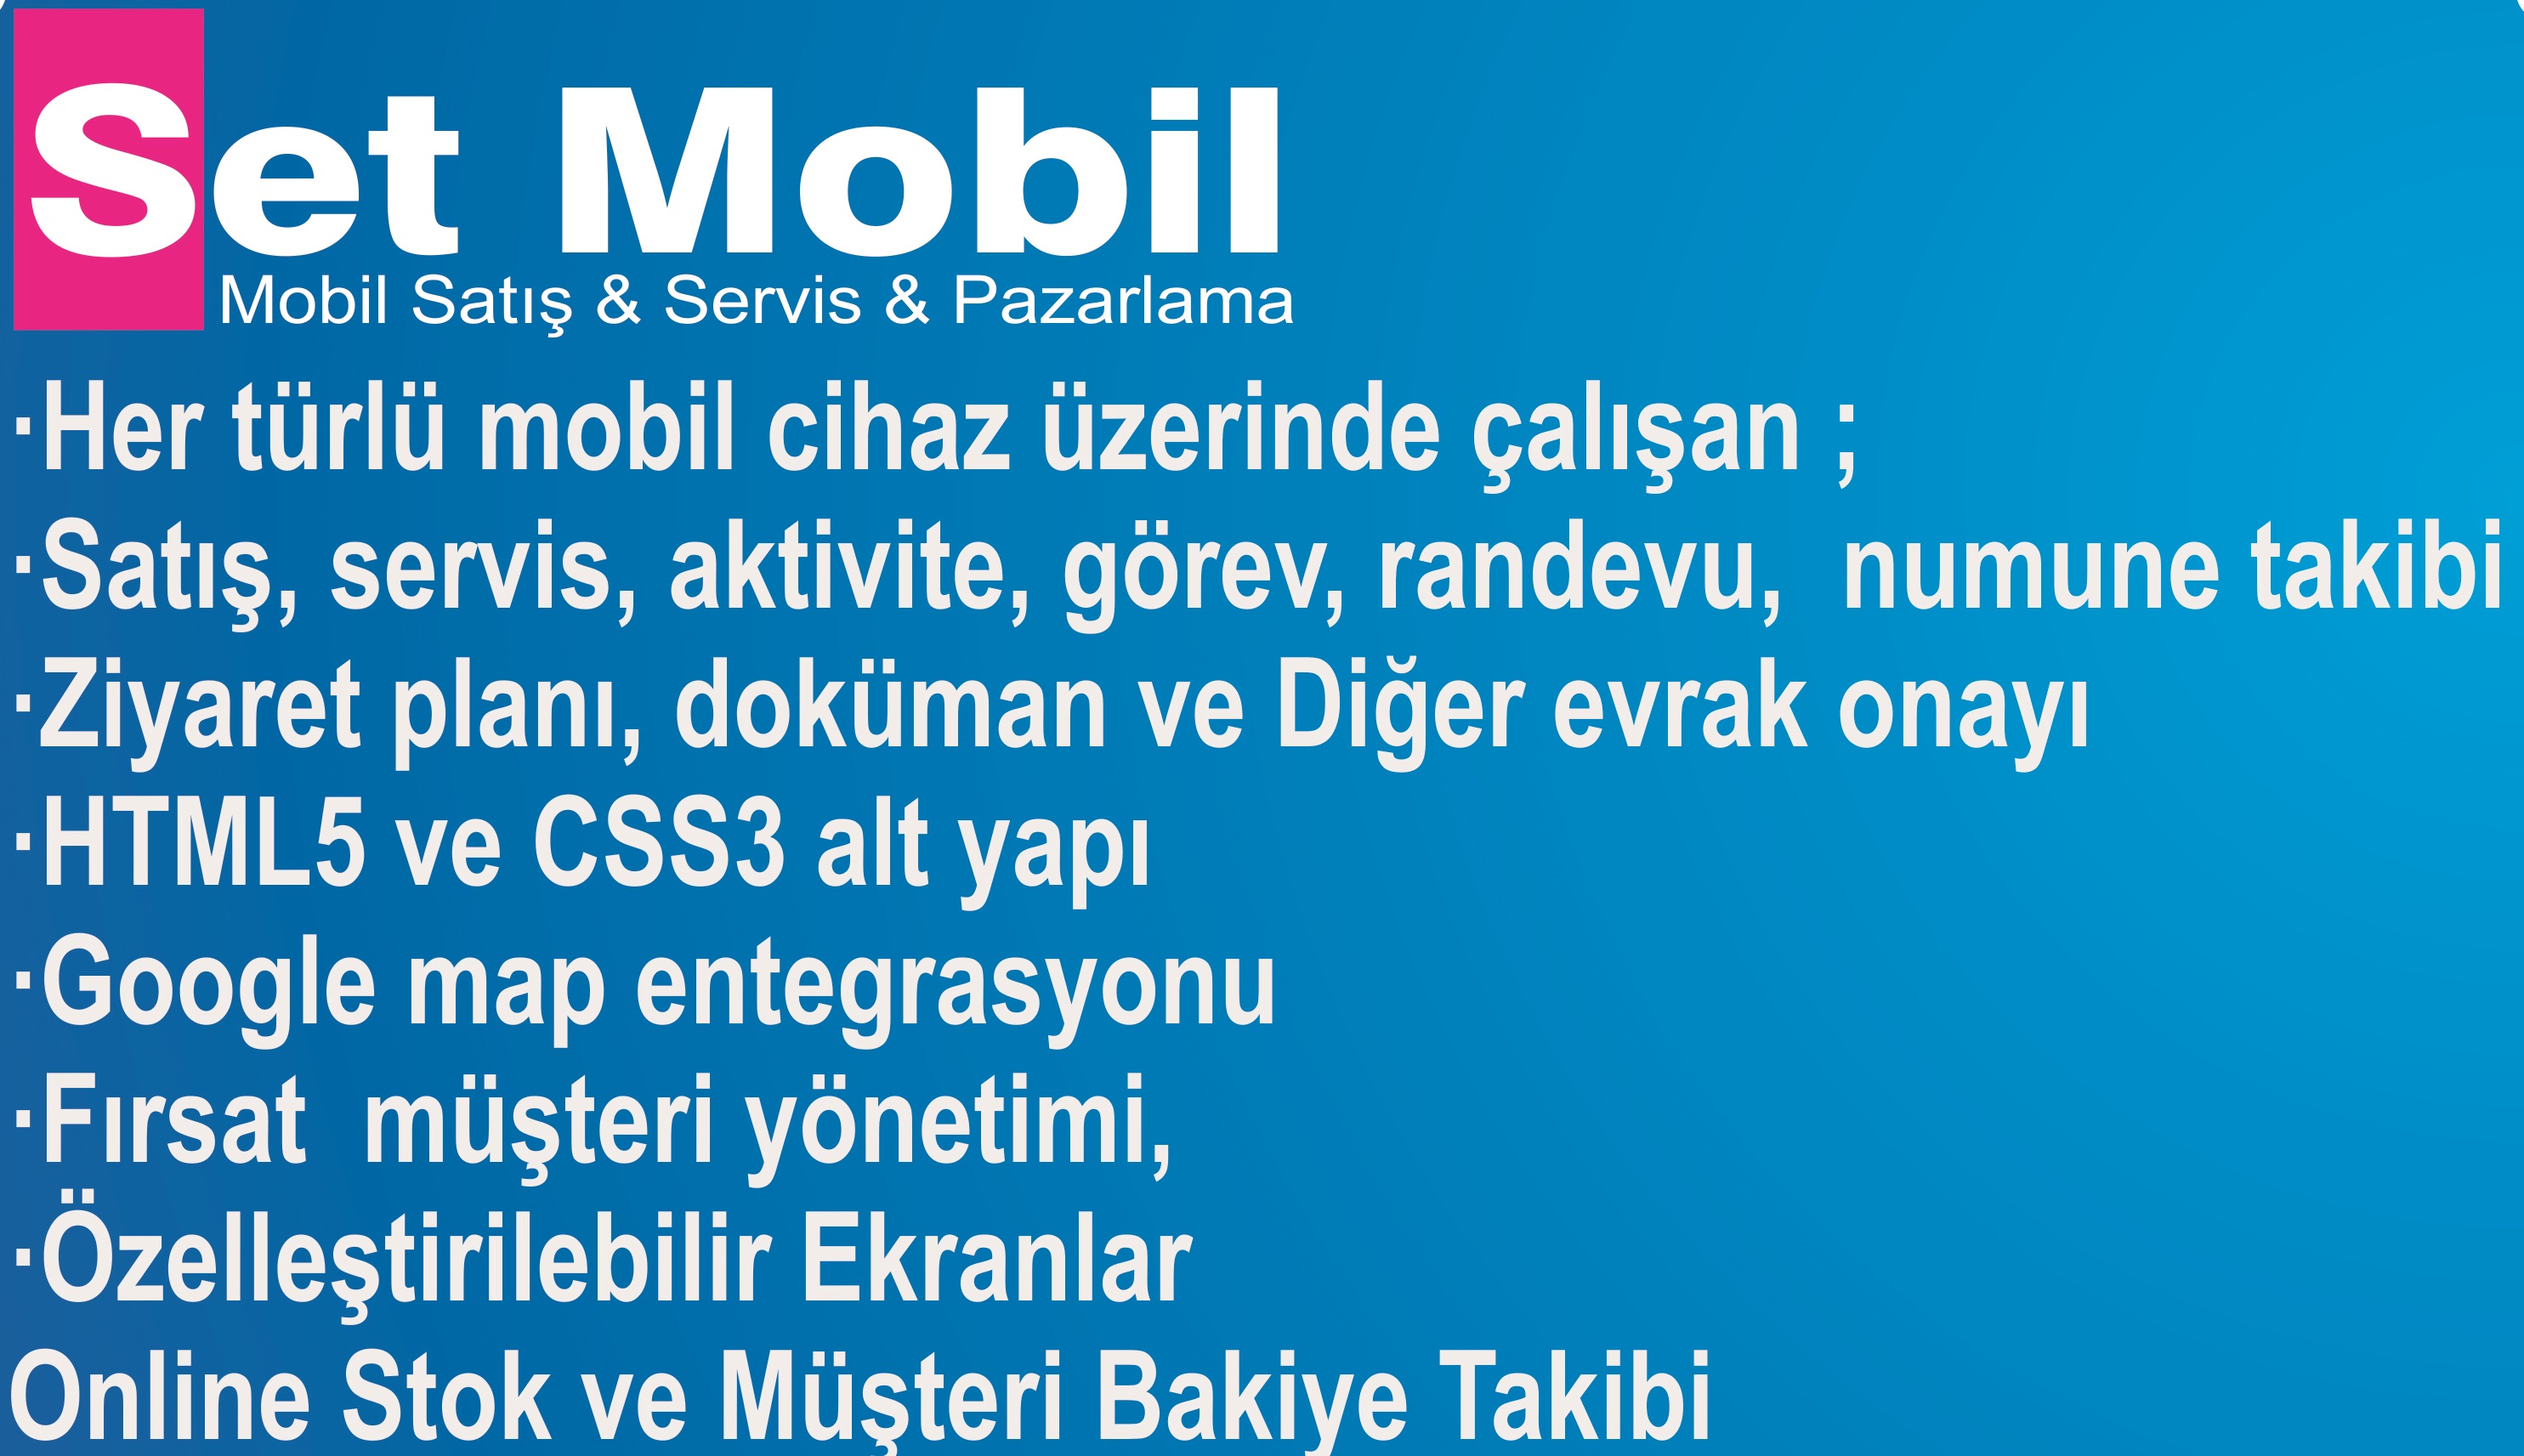 Set Mobil
Mobil Satış & Servis & Pazarlama
·Her türlü mobil cihaz üzerinde çalışan ;
·Satış, servis, aktivite, görev, randevu,  numune takibi
·Ziyaret planı, doküman ve Diğer evrak onayı
·HTML5 ve CSS3 alt yapı
·Google map entegrasyonu
·Fırsat  müşteri yönetimi,
·Özelleştirilebilir Ekranlar
Online Stok ve Müşteri Bakiye Takibi